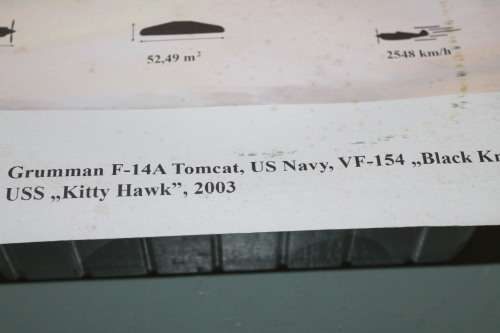 52,49 m² 2548 km/h
Grumman F-14A Tomcat, US Navy, VF-154 „Black
USS „Kitty Hawk”, 2003